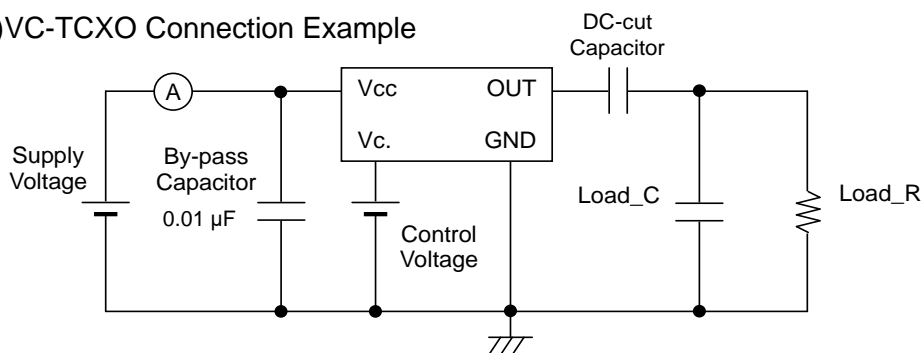 )VC-TCXO Connection Example
DC-cut
Capacitor
A
Vcc
OUT
Vc.
GND
Supply
Voltage
By-pass
Capacitor
0.01 µF
Control
Voltage
Load_C
Load_R